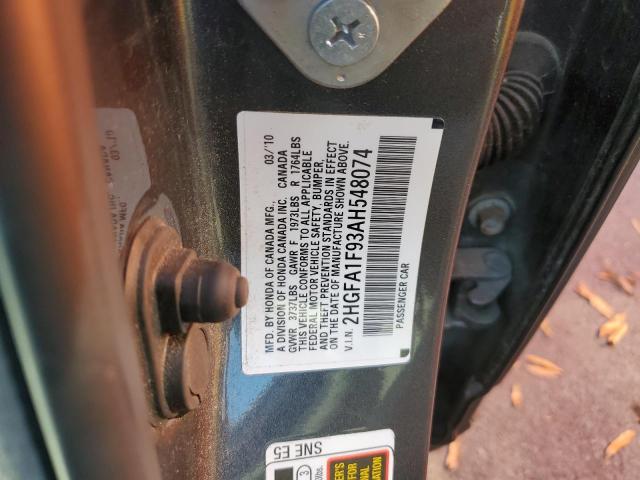 MFD. BY HONDA OF CANADA MFG. 03/10
A DIVISION OF HONDA CANADA INC. CANADA
GVWR 3737LBS GAWR F 1973LBS R 1764LBS
THIS VEHICLE CONFORMS TO ALL APPLICABLE
FEDERAL MOTOR VEHICLE SAFETY, BUMPER,
AND THEFT PREVENTION STANDARDS IN EFFECT
ON THE DATE OF MANUFACTURE SHOWN ABOVE.
V.I.N. 2HGFA1F93AH548074
PASSENGER CAR
SNE E5
3